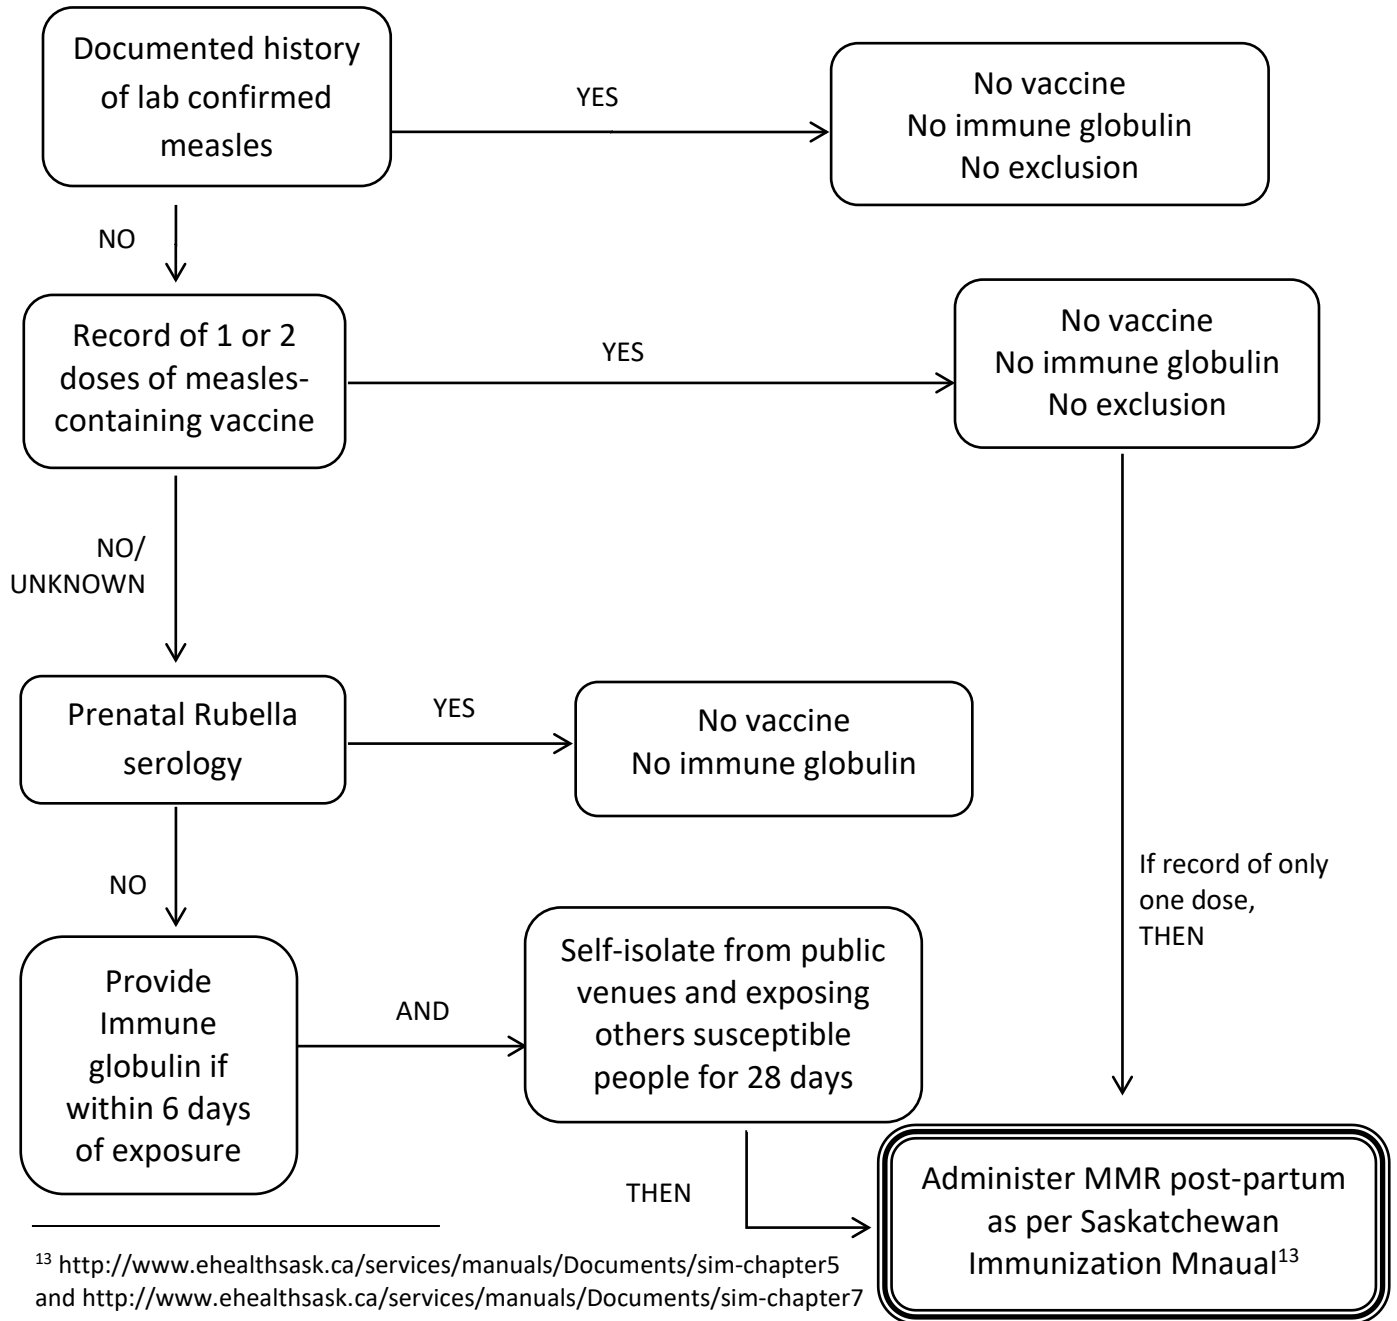 Documented history
of lab confirmed
measles
YES
No vaccine
No immune globulin
No exclusion
NO
Record of 1 or 2
doses of measles-
containing vaccine
YES
No vaccine
No immune globulin
No exclusion
NO/
UNKNOWN
Prenatal Rubella
serology
YES
No vaccine
No immune globulin
If record of only
one dose,
THEN
NO
Provide
Immune
globulin if
within 6 days
of exposure
AND
Self-isolate from public
venues and exposing
others susceptible
people for 28 days
THEN
Administer MMR post-partum
as per Saskatchewan
Immunization Mnaual¹³
¹³ http://www.ehealthsask.ca/services/manuals/Documents/sim-chapter5
and http://www.ehealthsask.ca/services/manuals/Documents/sim-chapter7